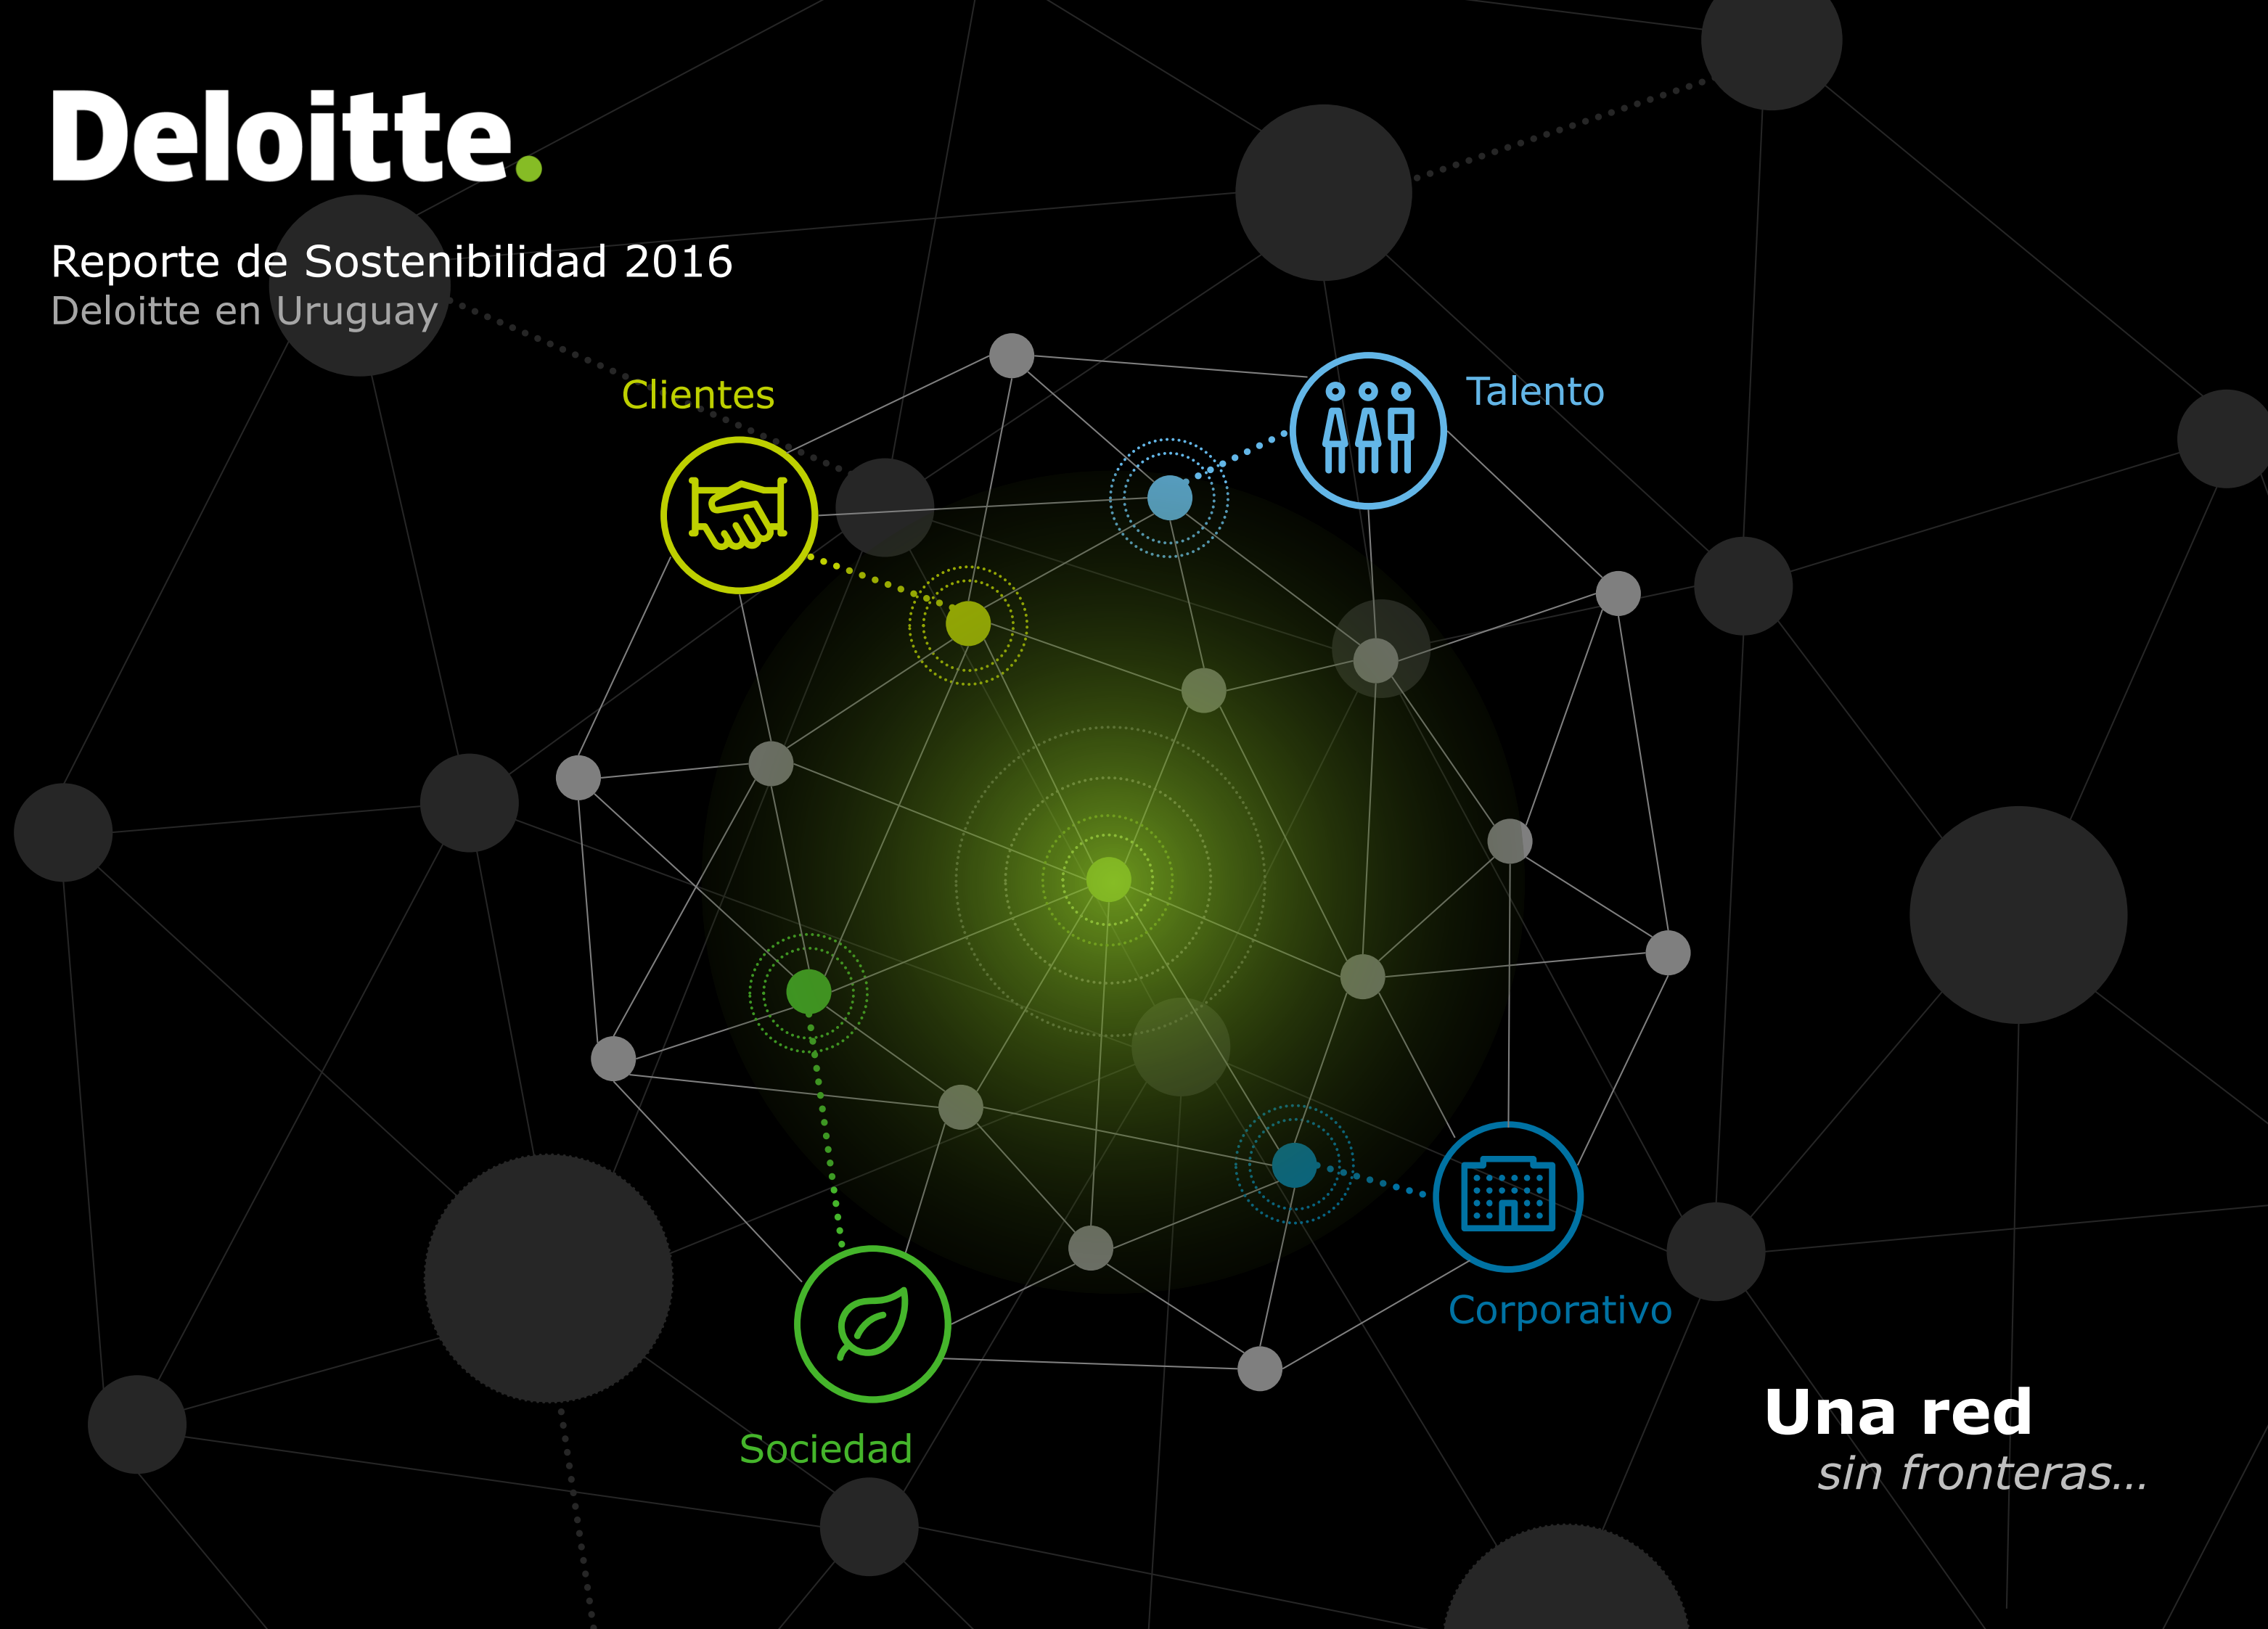 Deloitte.
Reporte de Sostenibilidad 2016
Deloitte en Uruguay
Clientes
Talento
Corporativo
Sociedad
Una red
sin fronteras...